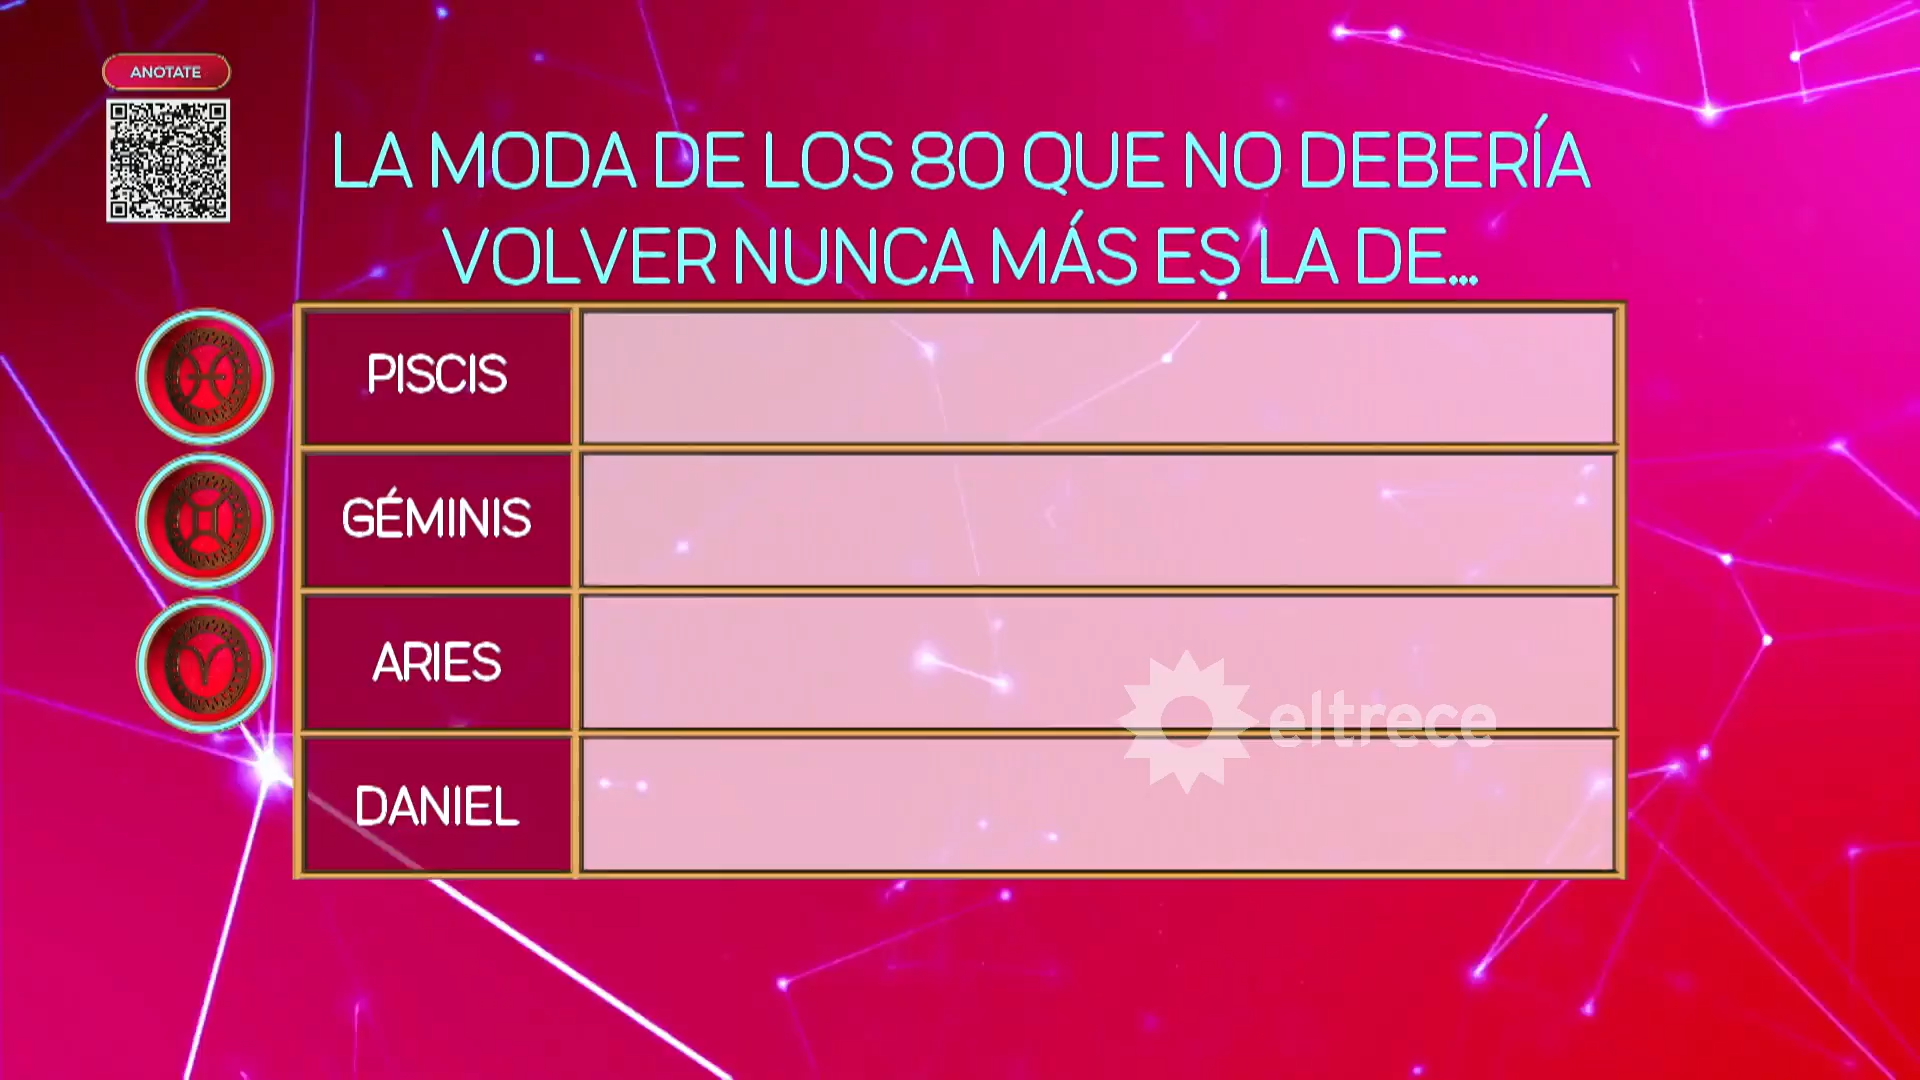 ANOTATE
LA MODA DE LOS 80 QUE NO DEBERÍA
VOLVER NUNCA MÁS ES LA DE...
PISCIS
GÉMINIS
ARIES
eltrece
DANIEL